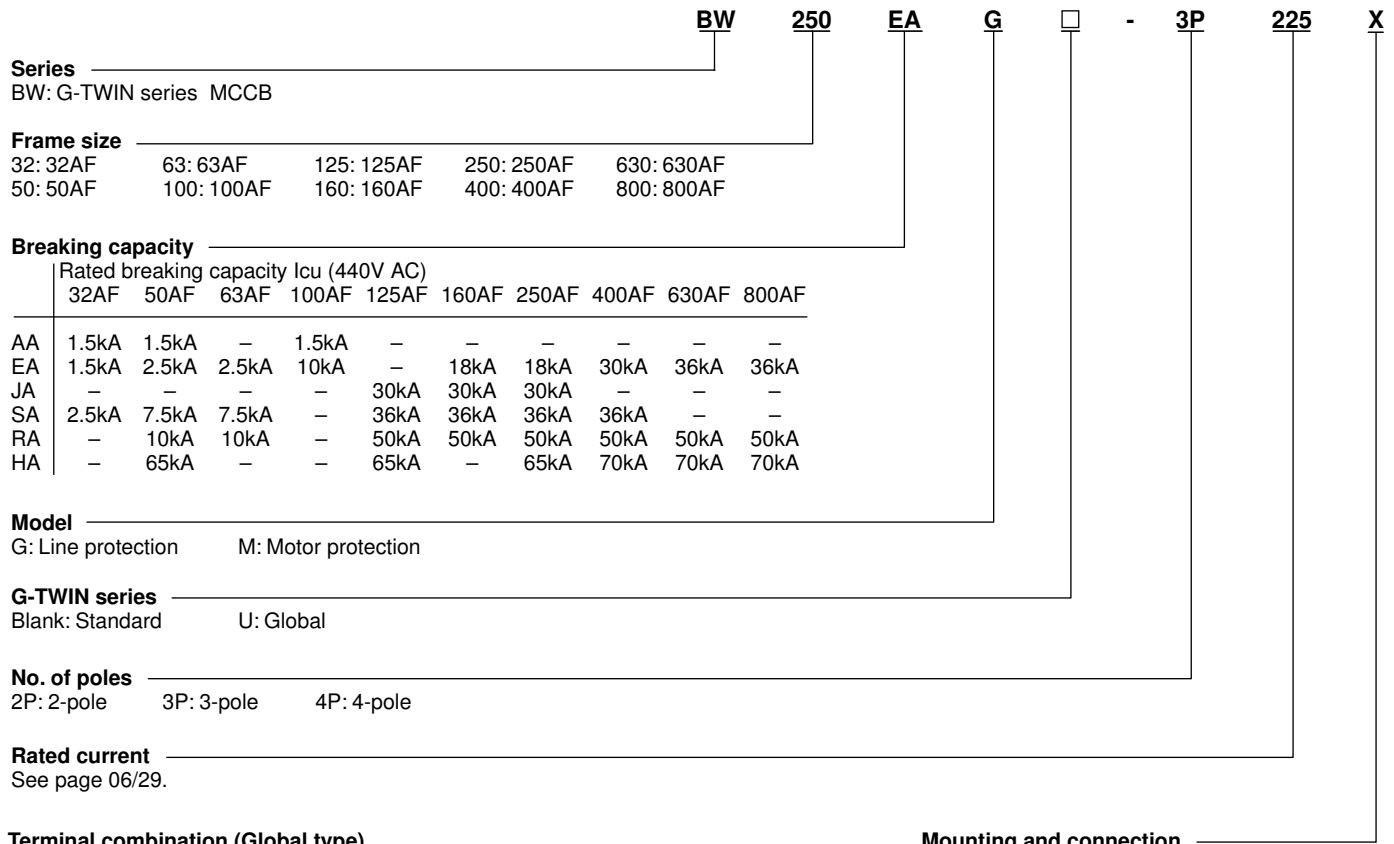 BW 250 EA G □ - 3P 225 X
Series
BW: G-TWIN series MCCB
Frame size
32: 32AF 63: 63AF 125: 125AF 250: 250AF 630: 630AF
50: 50AF 100: 100AF 160: 160AF 400: 400AF 800: 800AF
Breaking capacity
Rated breaking capacity Icu (440V AC)
32AF 50AF 63AF 100AF 125AF 160AF 250AF 400AF 630AF 800AF
AA 1.5kA 1.5kA – 1.5kA – – – – – –
EA 1.5kA 2.5kA 2.5kA 10kA – 18kA 18kA 30kA 36kA 36kA
JA – – – – 30kA 30kA 30kA – – –
SA 2.5kA 7.5kA 7.5kA – 36kA 36kA 36kA 36kA – –
RA – 10kA 10kA – 50kA 50kA 50kA 50kA 50kA 50kA
HA – 65kA – – 65kA – 65kA 70kA 70kA 70kA
Model
G: Line protection M: Motor protection
G-TWIN series
Blank: Standard U: Global
No. of poles
2P: 2-pole 3P: 3-pole 4P: 4-pole
Rated current
See page 06/29.
Terminal combination (Global type) Mounting and connection